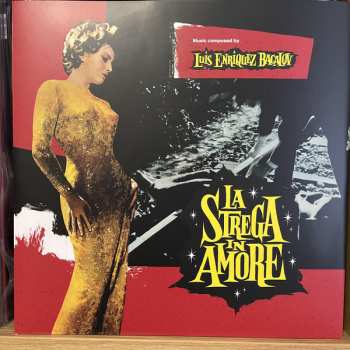 Music composed by
LUIS ENRIQUEZ BACALOV
LA
STREGA
IN
AMORE